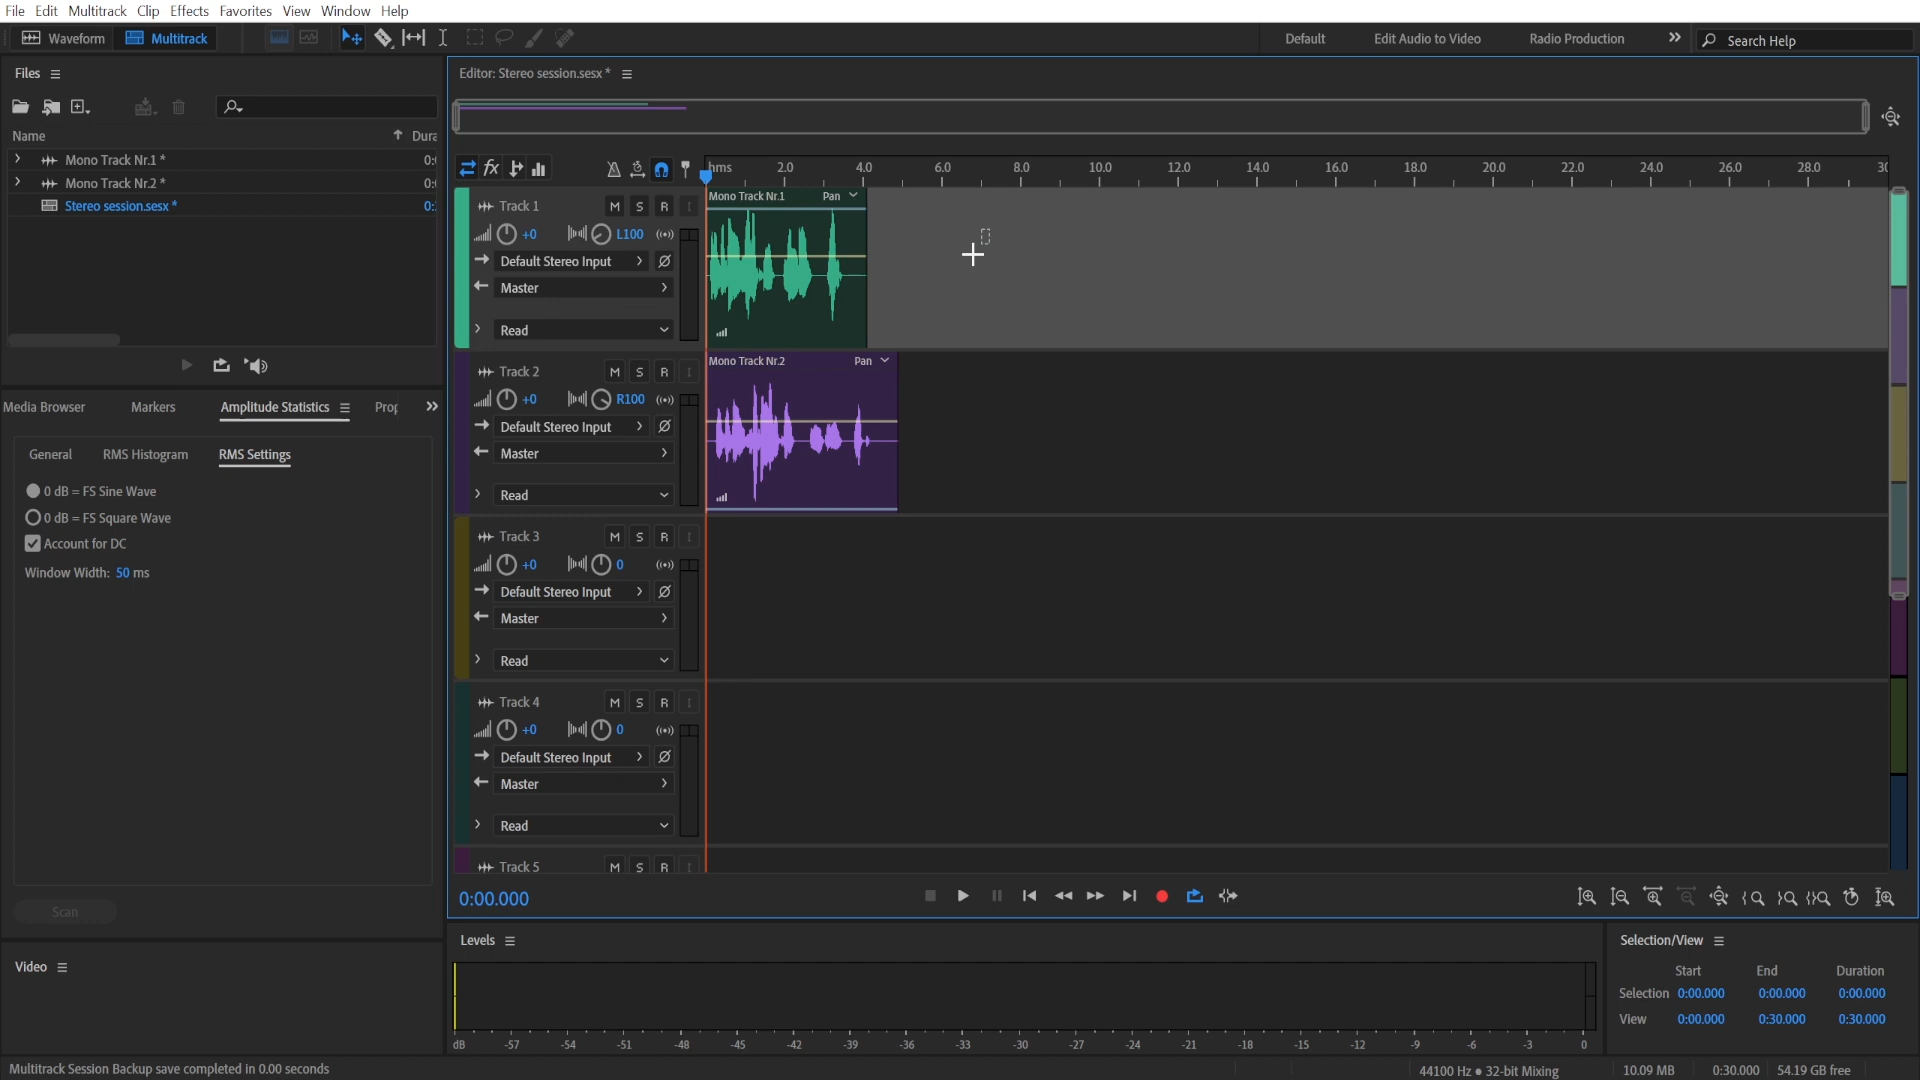 File Edit Multitrack Clip Effects Favorites View Window Help
Waveform Multitrack Default Edit Audio to Video Radio Production Search Help
Files
Name Dura
Mono Track Nr.1 * 0:
Mono Track Nr.2 * 0:
Stereo session.sesx * 0:
Media Browser Markers Amplitude Statistics Prop
General RMS Histogram RMS Settings
0 dB = FS Sine Wave
0 dB = FS Square Wave
Account for DC
Window Width: 50 ms
Scan
Video
Editor: Stereo session.sesx *
fx hms 2.0 4.0 6.0 8.0 10.0 12.0 14.0 16.0 18.0 20.0 22.0 24.0 26.0 28.0 30
Track 1 M S R I
+0 L100
Default Stereo Input
Master
Read
Mono Track Nr.1 Pan
Track 2 M S R I
+0 R100
Default Stereo Input
Master
Read
Mono Track Nr.2 Pan
Track 3 M S R I
+0 0
Default Stereo Input
Master
Read
Track 4 M S R I
+0 0
Default Stereo Input
Master
Read
Track 5 M S R I
0:00.000
Levels
dB -57 -54 -51 -48 -45 -42 -39 -36 -33 -30 -27 -24 -21 -18 -15 -12 -9 -6 -3 0
Selection/View
Start End Duration
Selection 0:00.000 0:00.000 0:00.000
View 0:00.000 0:30.000 0:30.000
Multitrack Session Backup save completed in 0.00 seconds 44100 Hz ● 32-bit Mixing 10.09 MB 0:30.000 54.19 GB free